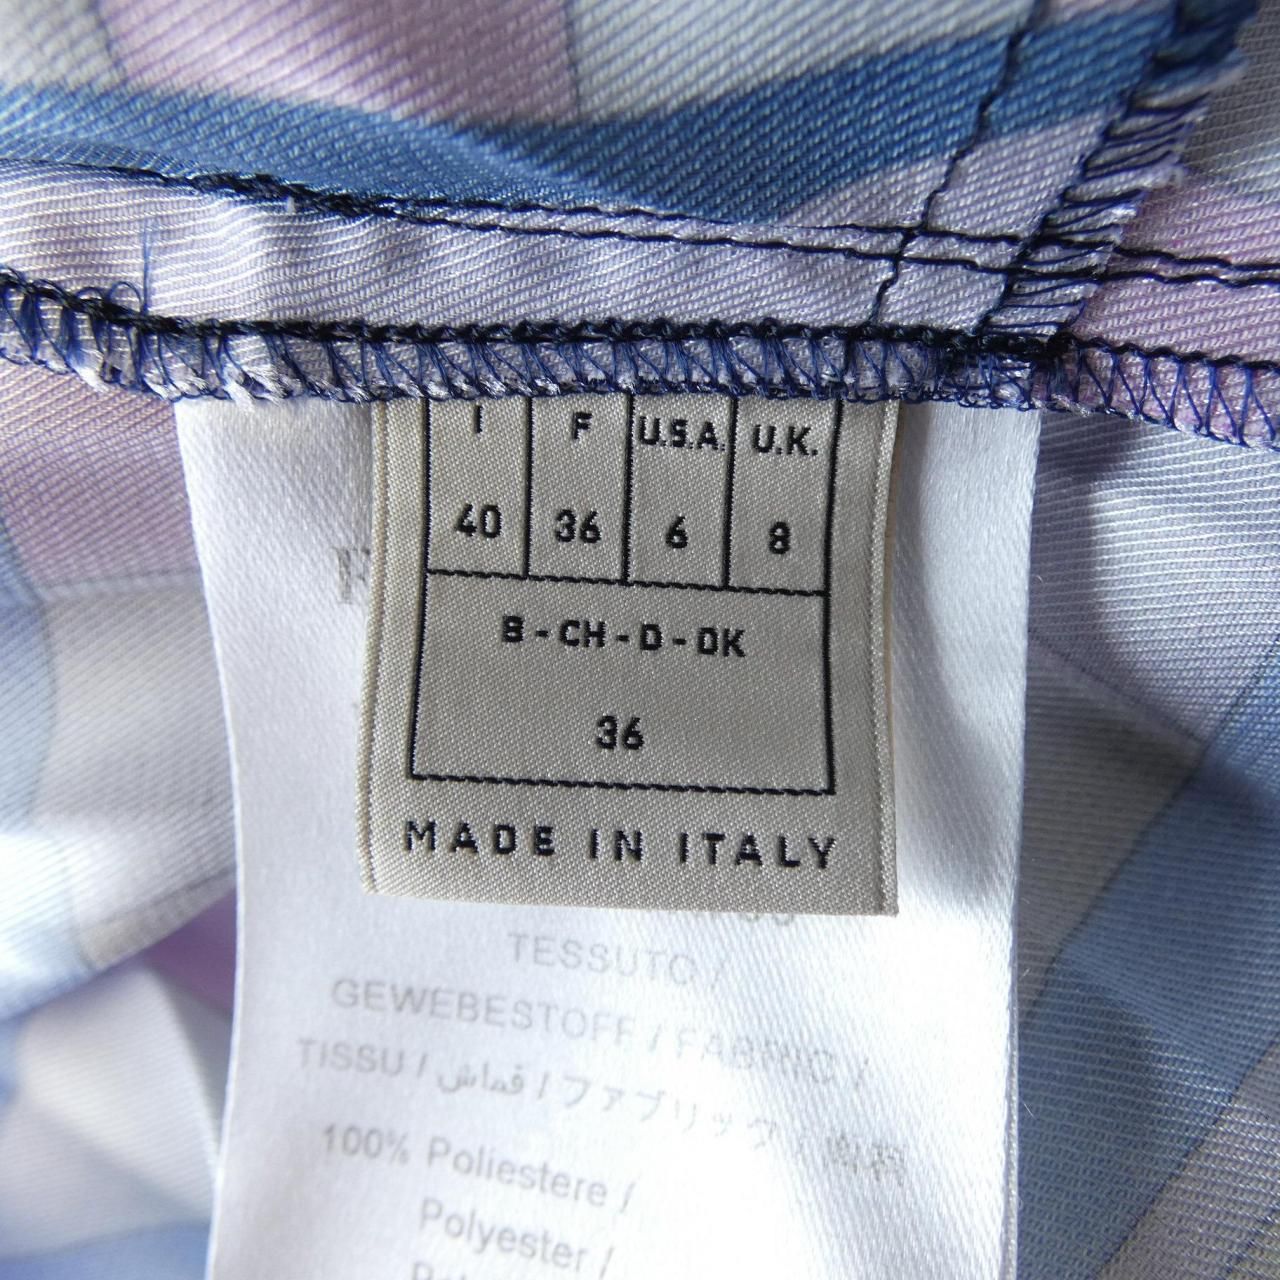 I F U.S.A. U.K.
40 36 6 8
B - CH - D - DK
36
MADE IN ITALY
TESSUTO /
GEWEBESTOFF / FABRIC /
TISSU / قماش / ファブリック /
100% Poliestere /
Polyester /